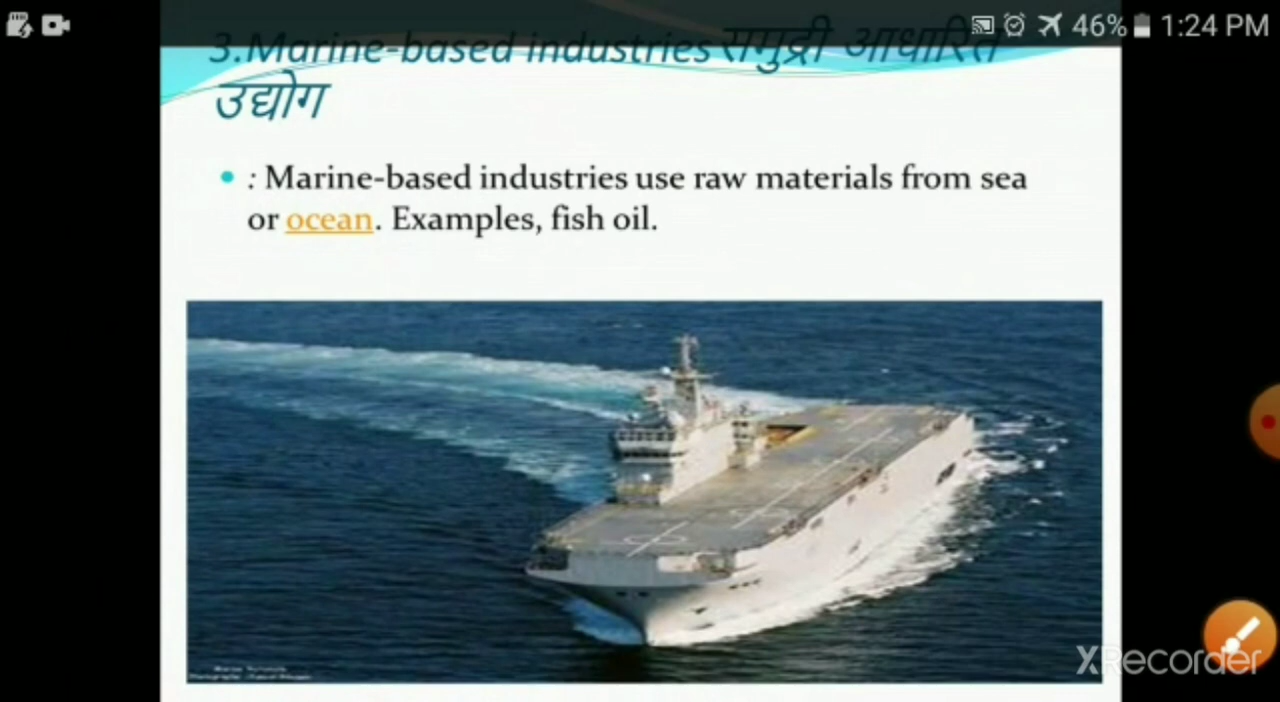 46% 1:24 PM
3.Marine-based industries समुद्री आधारित
उद्योग
: Marine-based industries use raw materials from sea
or ocean. Examples, fish oil.
XRecorder